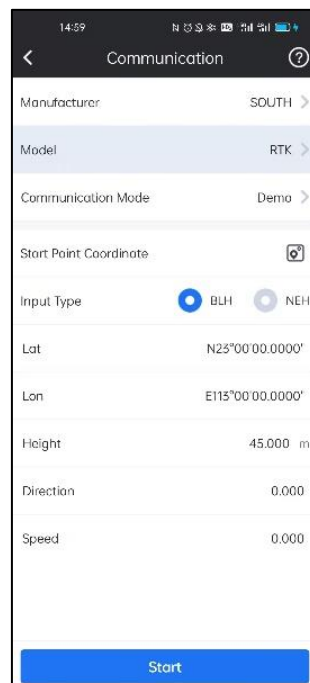 14:59
Communication
Manufacturer SOUTH
Model RTK
Communication Mode Demo
Start Point Coordinate
Input Type BLH NEH
Lat N23°00'00.0000"
Lon E113°00'00.0000"
Height 45.000 m
Direction 0.000
Speed 0.000
Start